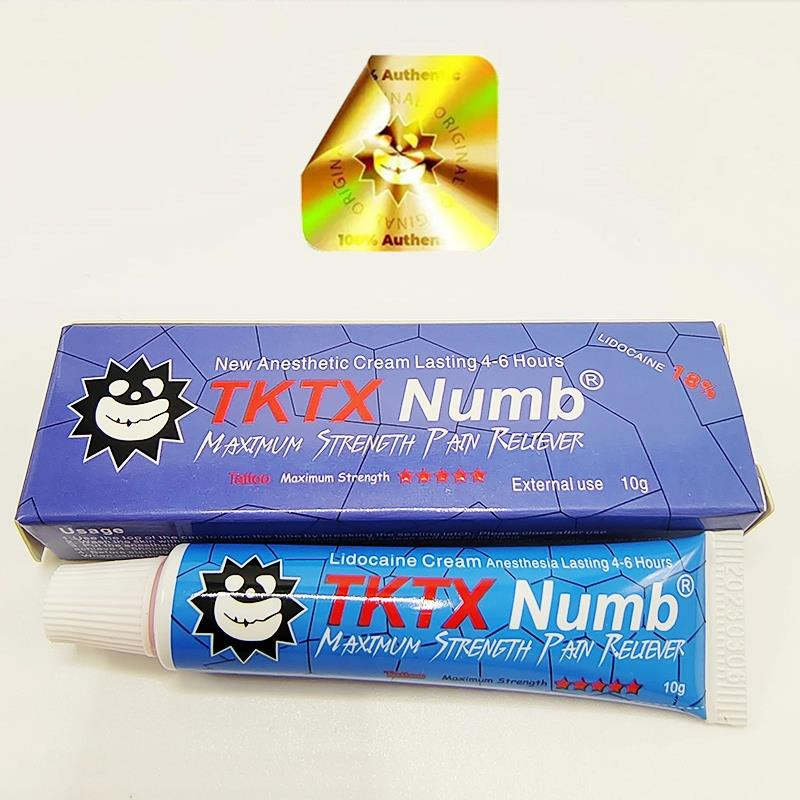 Authentic
ORIGINAL
100% Authen
New Anesthetic Cream Lasting 4-6 Hours
LIDOCAINE 18%
TKTX Numb®
MAXIMUM STRENGTH PAIN RELIEVER
Tattoo Maximum Strength
External use 10g
Usage
Lidocaine Cream Anesthesia Lasting 4-6 Hours
TKTX Numb®
MAXIMUM STRENGTH PAIN RELIEVER
Tattoo Maximum Strength
10g